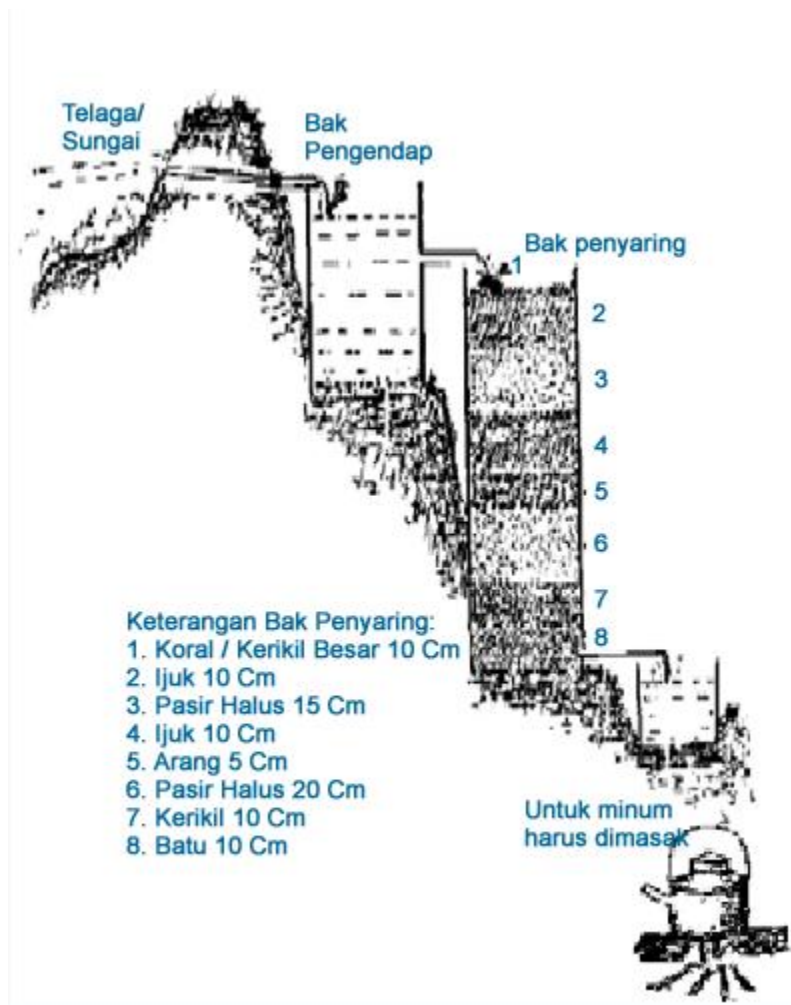 Telaga/
Sungai
Bak
Pengendap
Bak penyaring
1
2
3
4
5
6
7
8
Keterangan Bak Penyaring:
1. Koral / Kerikil Besar 10 Cm
2. Ijuk 10 Cm
3. Pasir Halus 15 Cm
4. Ijuk 10 Cm
5. Arang 5 Cm
6. Pasir Halus 20 Cm
7. Kerikil 10 Cm
8. Batu 10 Cm
Untuk minum
harus dimasak